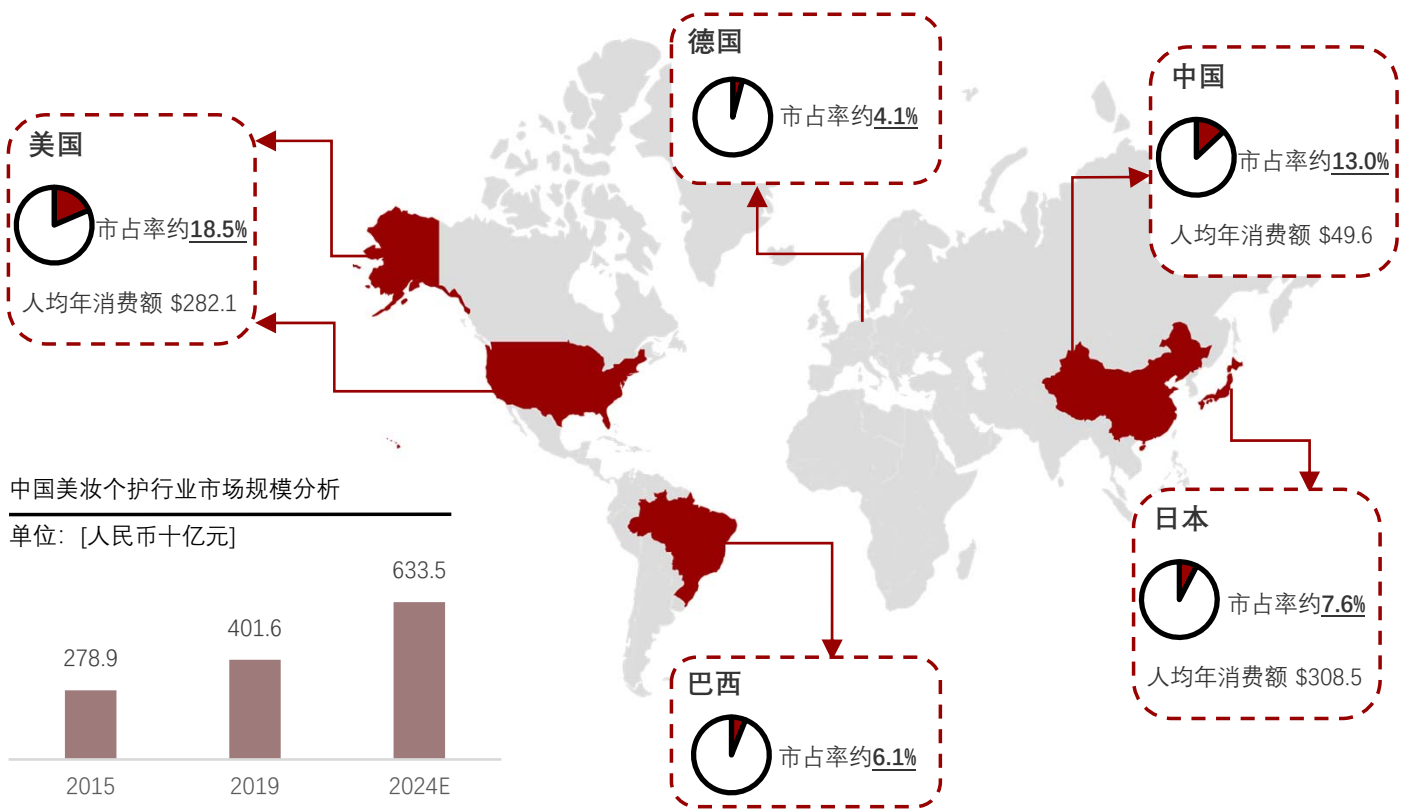 德国
市占率约4.1%
中国
市占率约13.0%
人均年消费额 $49.6
美国
市占率约18.5%
人均年消费额 $282.1
中国美妆个护行业市场规模分析
单位：[人民币十亿元]
278.9
401.6
633.5
2015
2019
2024E
日本
市占率约7.6%
人均年消费额 $308.5
巴西
市占率约6.1%